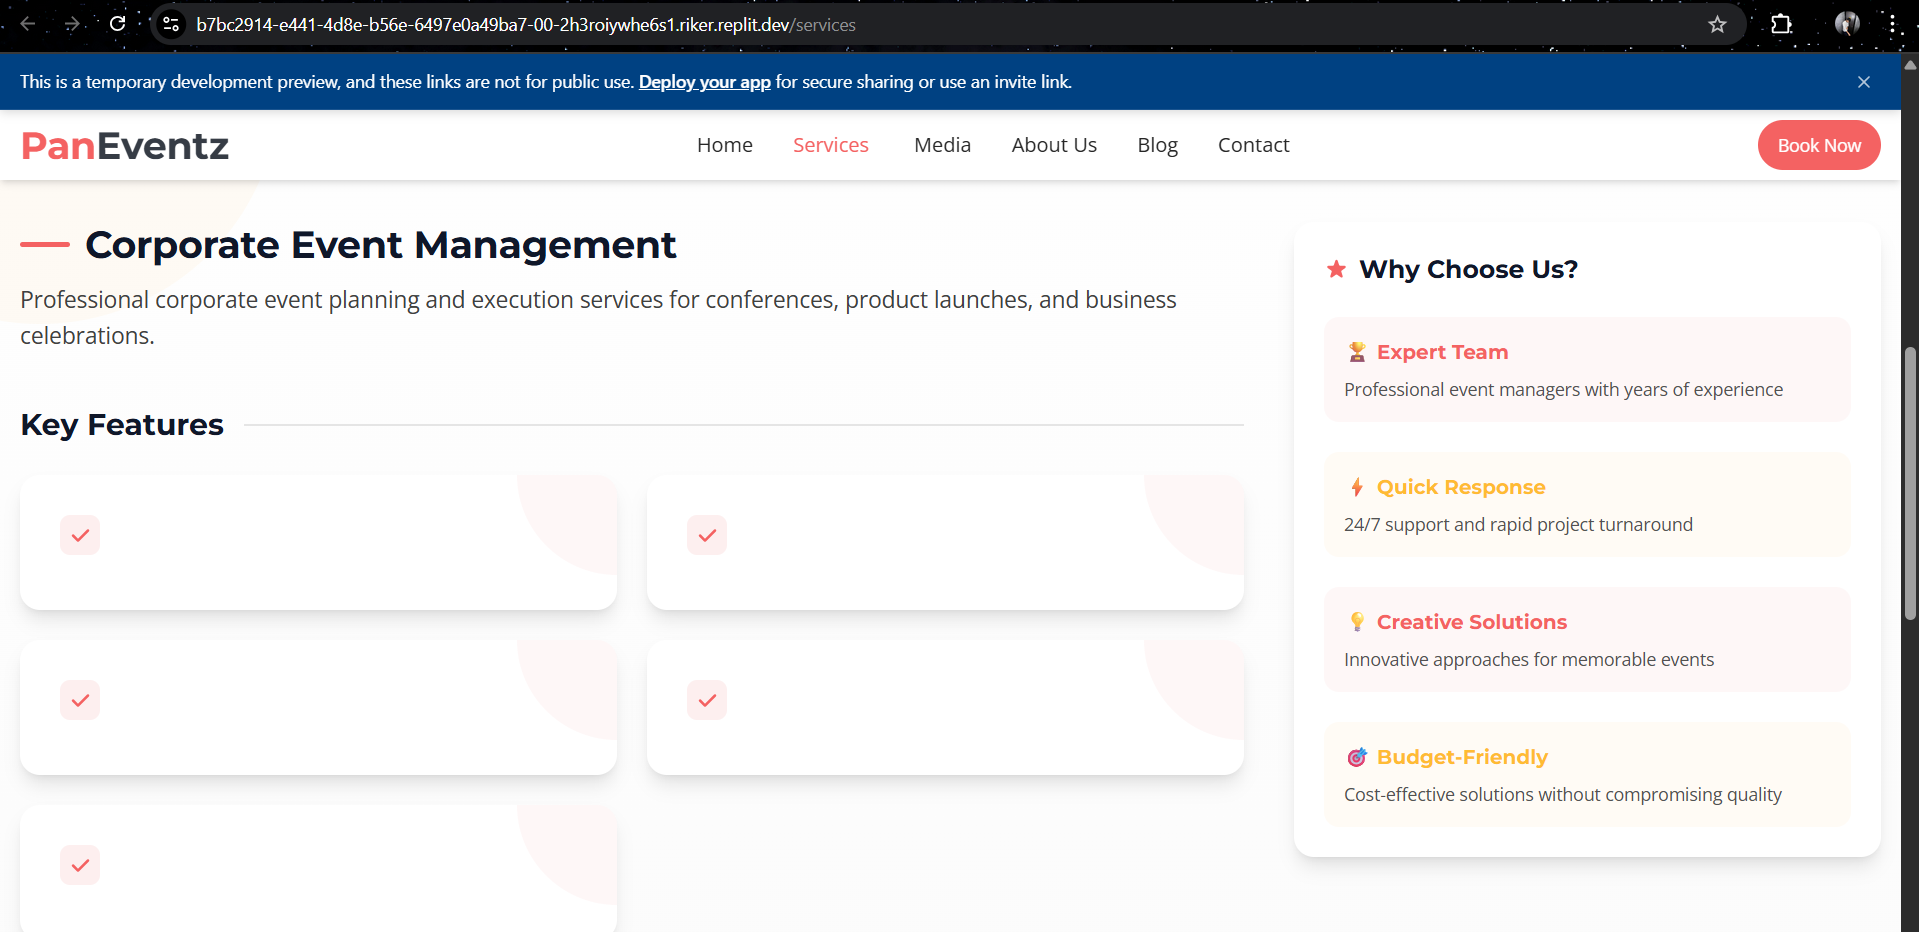 b7bc2914-e441-4d8e-b56e-6497e0a49ba7-00-2h3roiywhe6s1.riker.replit.dev/services
This is a temporary development preview, and these links are not for public use. Deploy your app for secure sharing or use an invite link.
PanEventz
Home
Services
Media
About Us
Blog
Contact
Book Now
Corporate Event Management
Professional corporate event planning and execution services for conferences, product launches, and business
celebrations.
Key Features
Why Choose Us?
Expert Team
Professional event managers with years of experience
Quick Response
24/7 support and rapid project turnaround
Creative Solutions
Innovative approaches for memorable events
Budget-Friendly
Cost-effective solutions without compromising quality